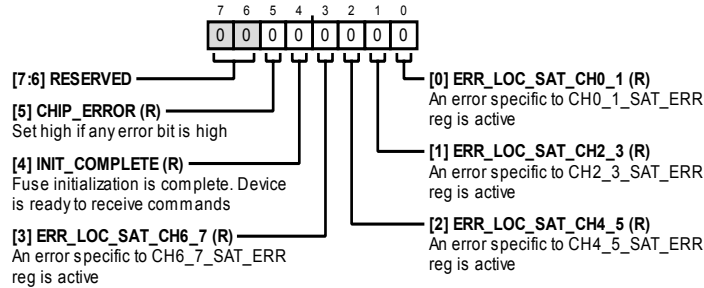 7 6 5 4 3 2 1 0
0 0 0 0 0 0 0 0
[7:6] RESERVED
[5] CHIP_ERROR (R)
Set high if any error bit is high
[4] INIT_COMPLETE (R)
Fuse initialization is complete. Device
is ready to receive commands
[3] ERR_LOC_SAT_CH6_7 (R)
An error specific to CH6_7_SAT_ERR
reg is active
[0] ERR_LOC_SAT_CH0_1 (R)
An error specific to CH0_1_SAT_ERR
reg is active
[1] ERR_LOC_SAT_CH2_3 (R)
An error specific to CH2_3_SAT_ERR
reg is active
[2] ERR_LOC_SAT_CH4_5 (R)
An error specific to CH4_5_SAT_ERR
reg is active